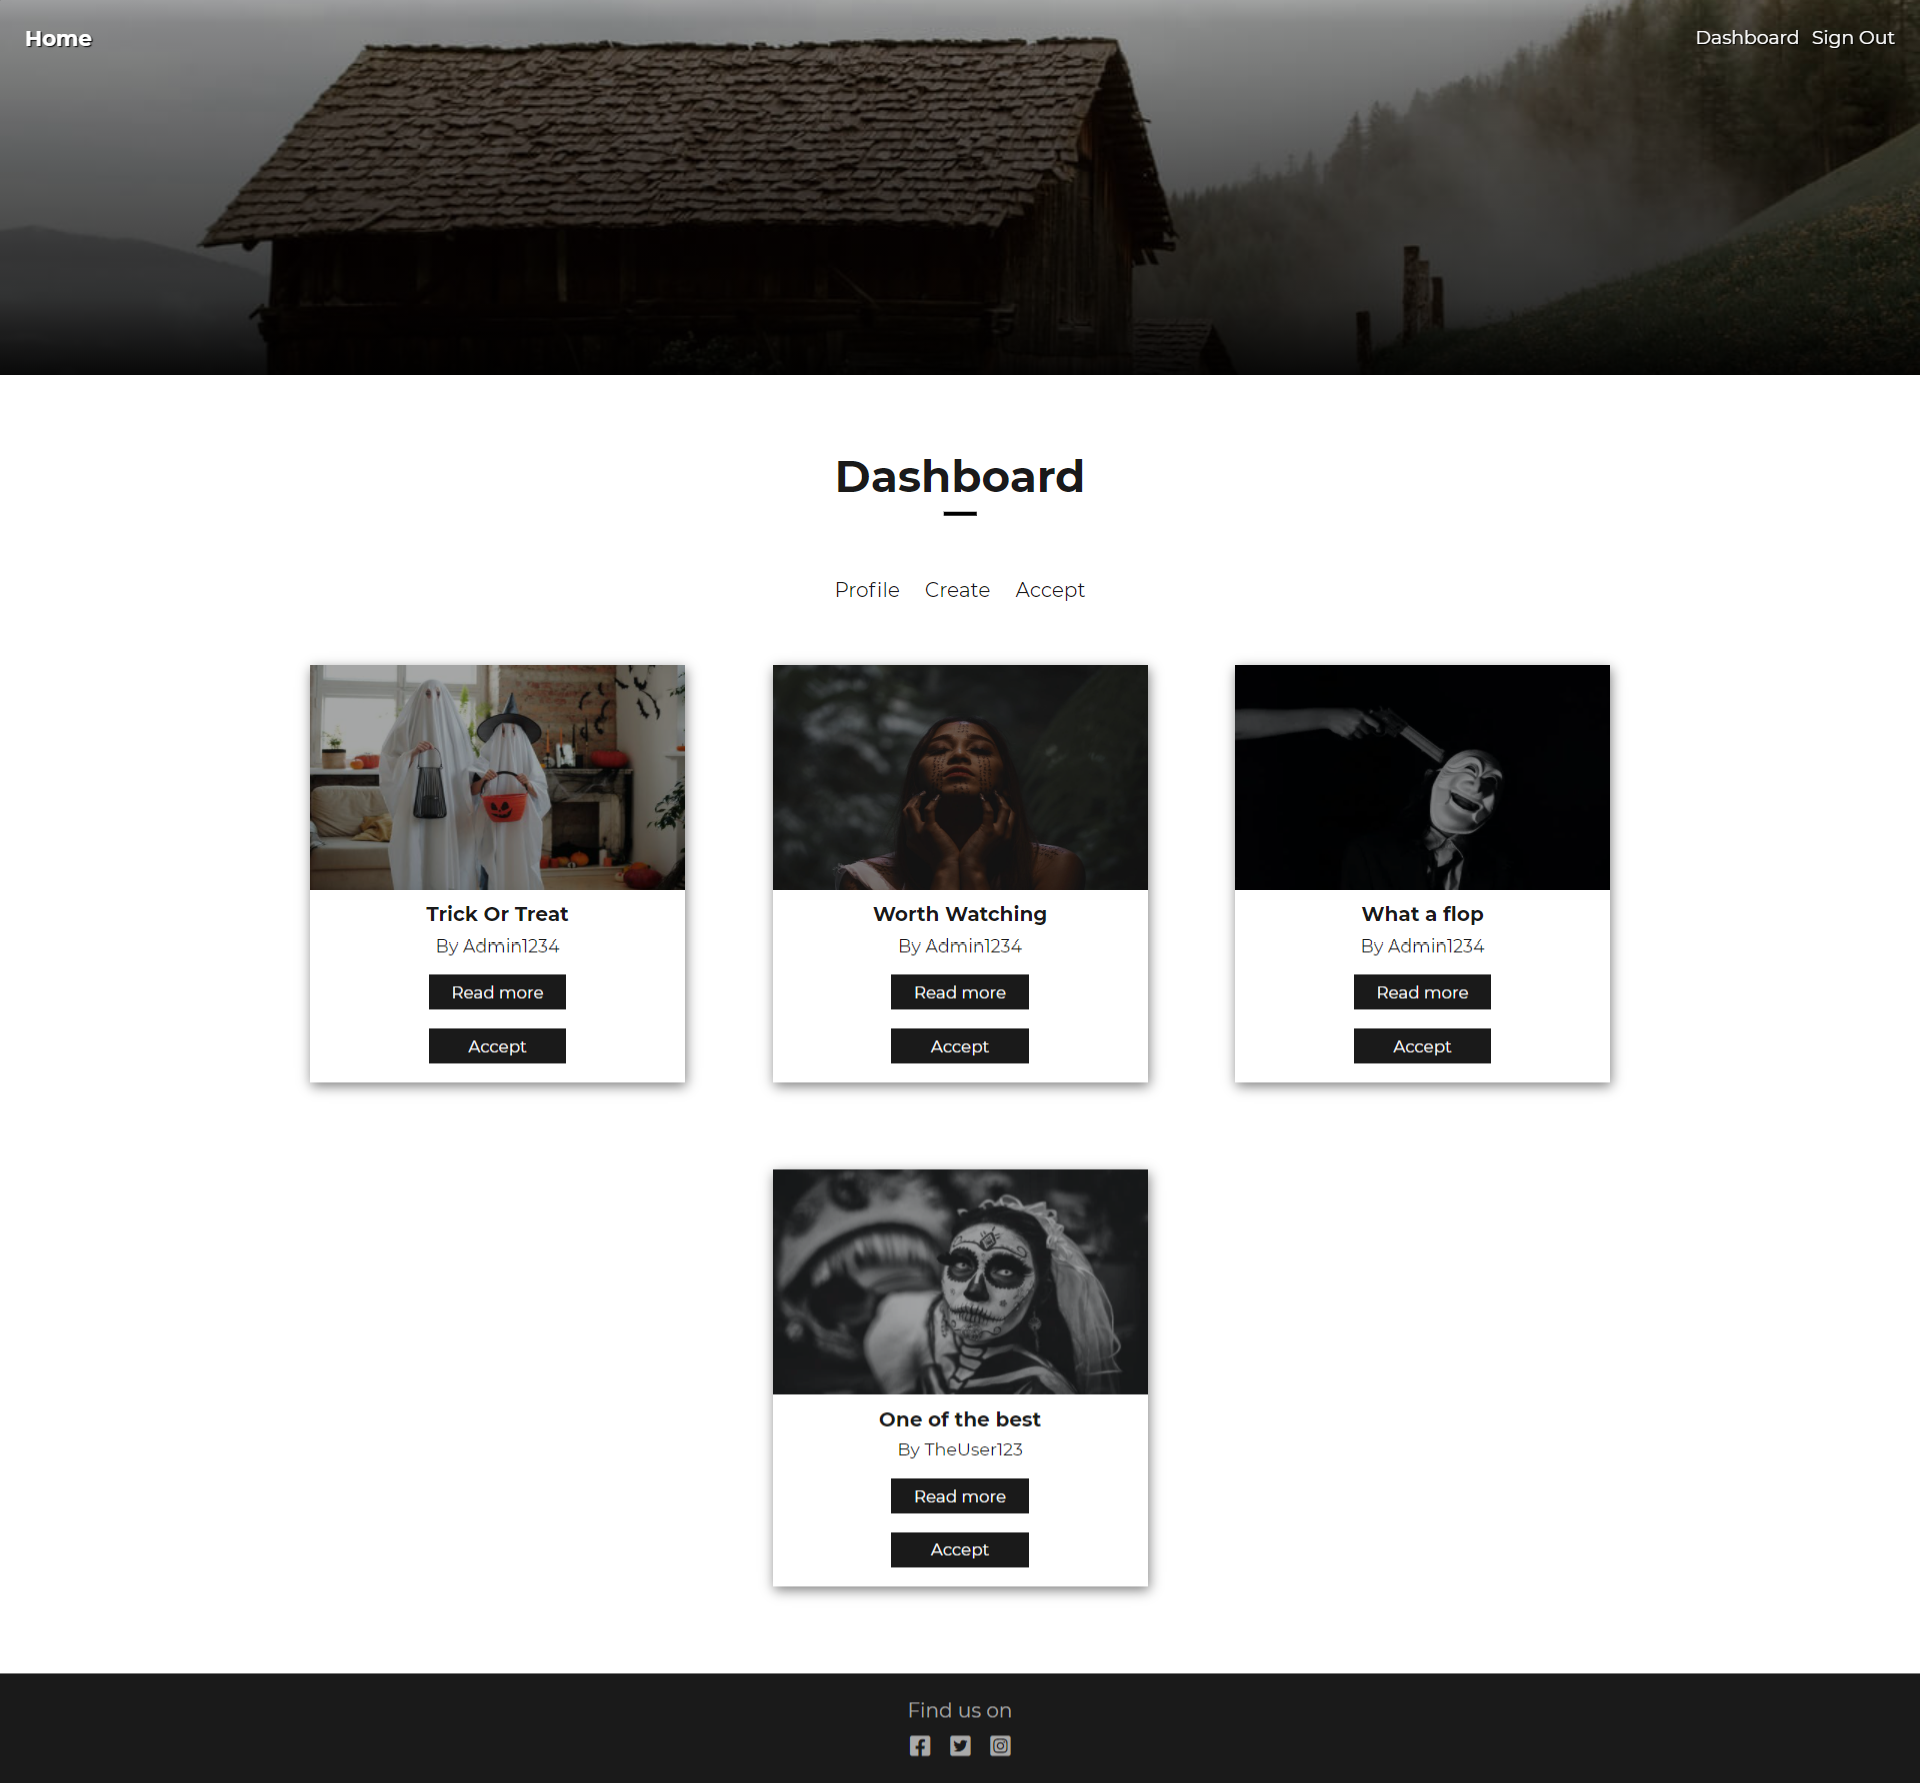 Home
Dashboard Sign Out
Dashboard
Profile Create Accept
Trick Or Treat
By Admin1234
Read more
Accept
Worth Watching
By Admin1234
Read more
Accept
What a flop
By Admin1234
Read more
Accept
One of the best
By TheUser123
Read more
Accept
Find us on